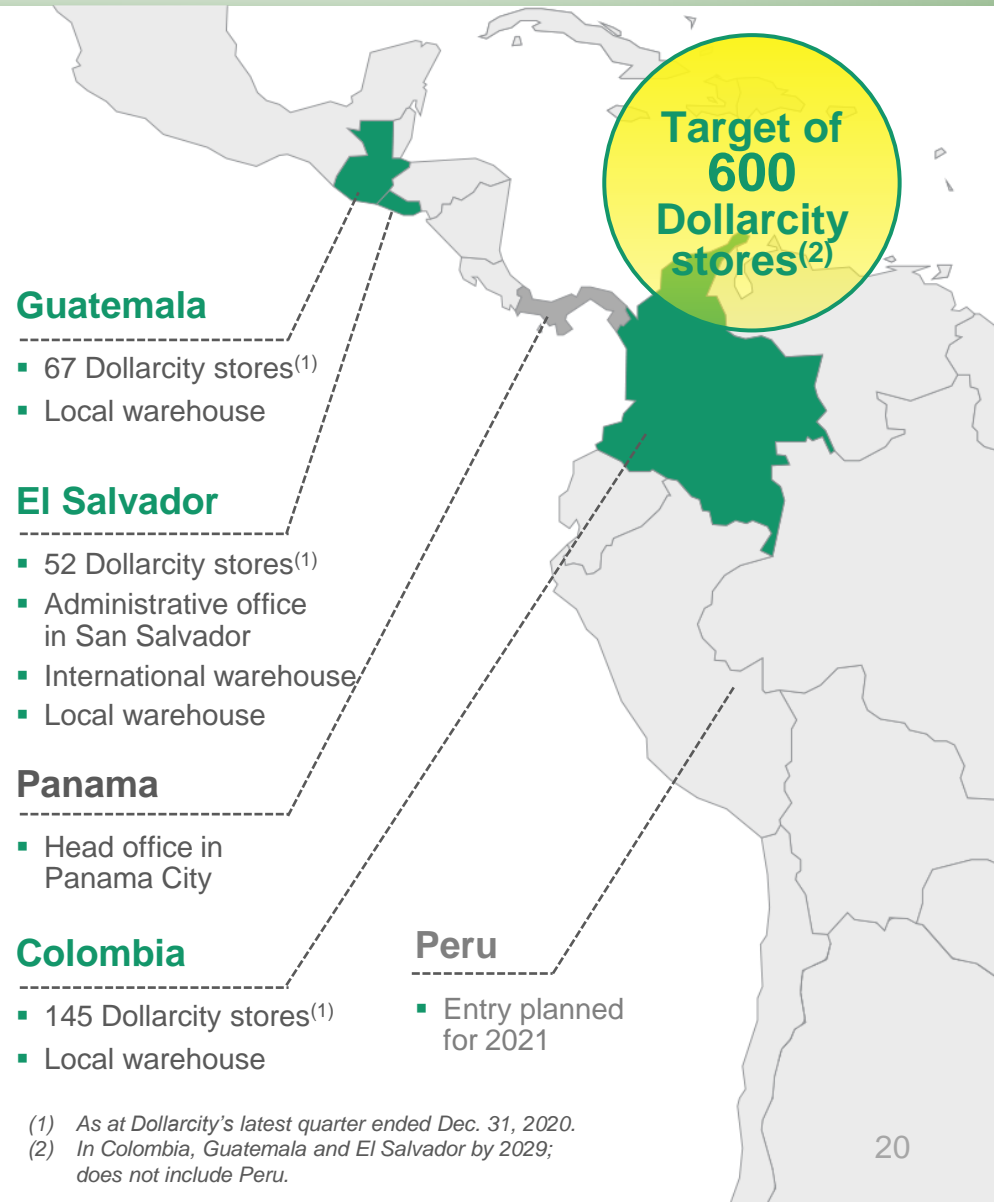 Target of
600
Dollarcity
stores(2)
Guatemala
▪ 67 Dollarcity stores(1)
▪ Local warehouse
El Salvador
▪ 52 Dollarcity stores(1)
▪ Administrative office
in San Salvador
▪ International warehouse
▪ Local warehouse
Panama
▪ Head office in
Panama City
Colombia
▪ 145 Dollarcity stores(1)
▪ Local warehouse
Peru
▪ Entry planned
for 2021
(1) As at Dollarcity's latest quarter ended Dec. 31, 2020.
(2) In Colombia, Guatemala and El Salvador by 2029;
does not include Peru.
20